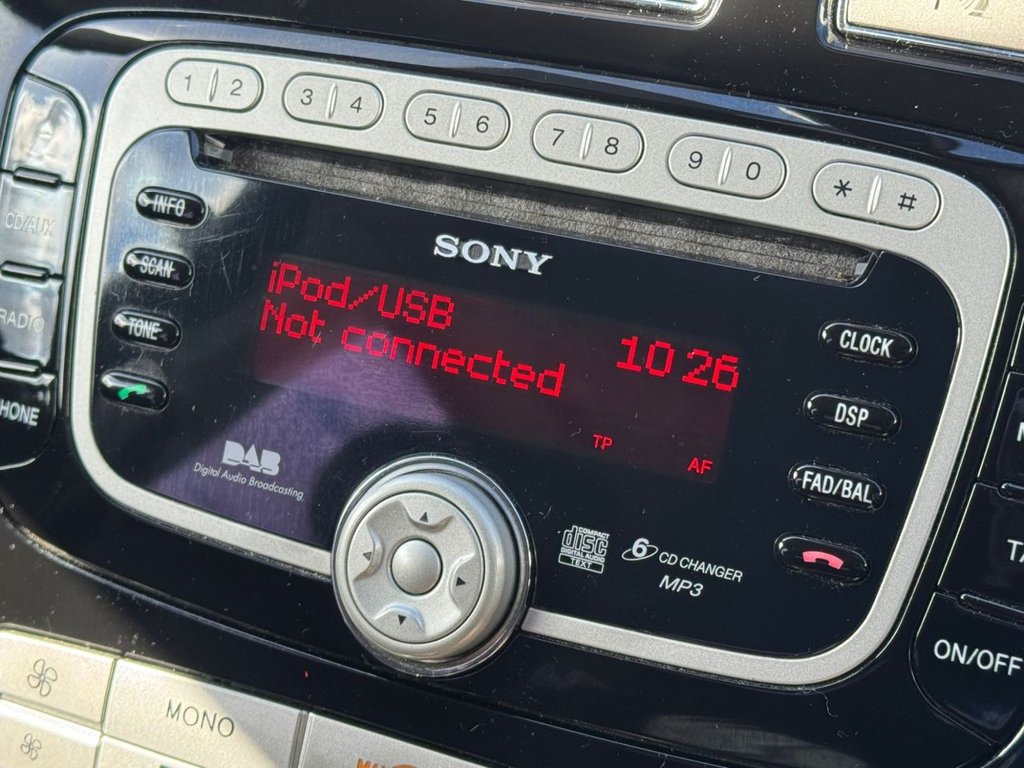 1 2 3 4 5 6 7 8 9 0 * #
INFO
SCAN
TONE
CD/AUX
RADIO
SONY
iPod/USB
Not connected
10 26
TP
AF
CLOCK
DSP
FAD/BAL
DAB
Digital Audio Broadcasting
COMPACT
disc
DIGITAL AUDIO
TEXT
6 CD CHANGER
MP3
ON/OFF
MONO